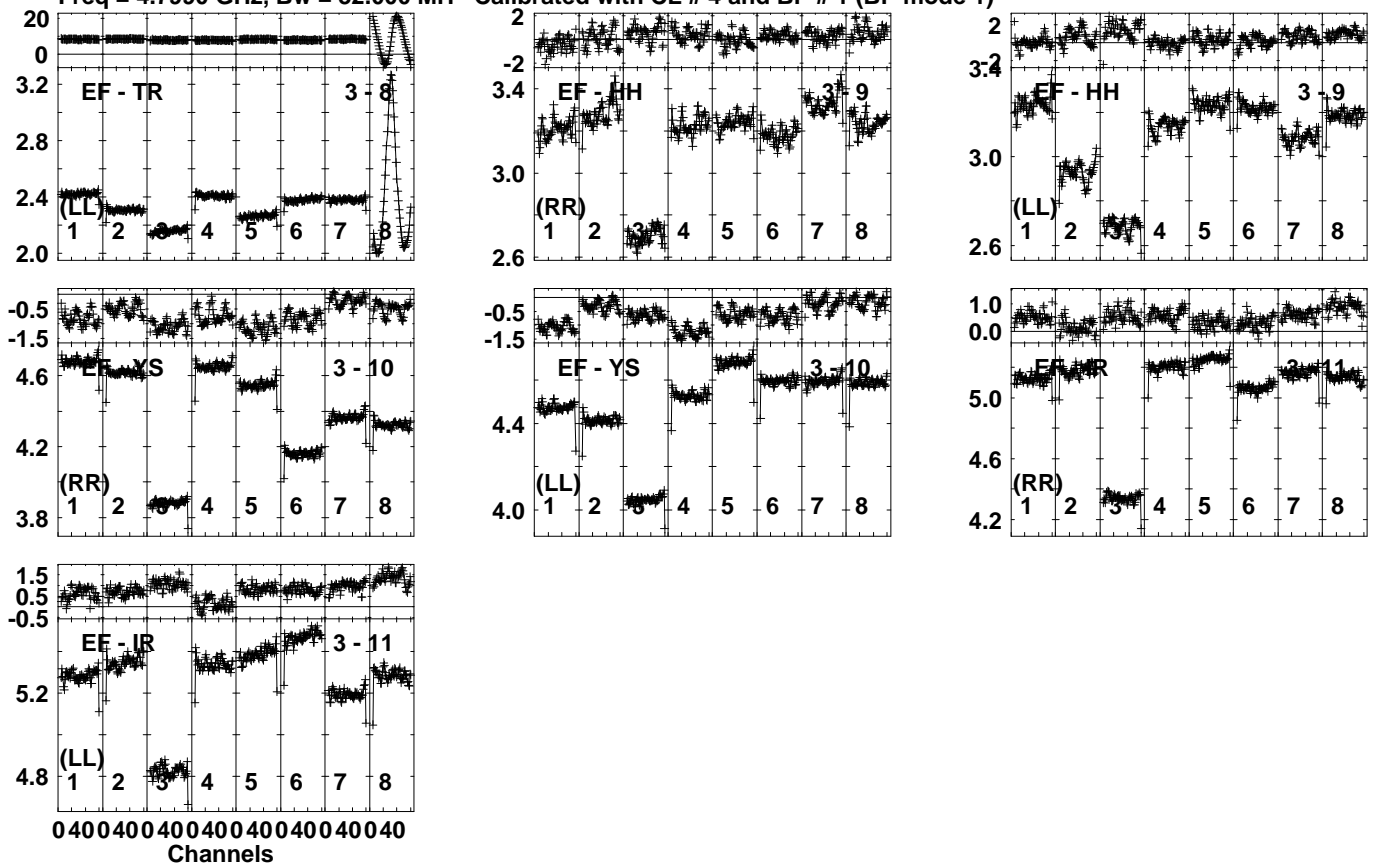 Freq = 4.7990 GHz, Bw = 32.000 MH Calibrated with CL # 4 and BP # 1 (BP mode 1)
20
0
3.2
2.8
2.4
2.0
EF - TR
3 - 8
(LL)
1 2 3 4 5 6 7 8
2
-2
3.4
3.0
2.6
EF - HH
3 - 9
(RR)
1 2 3 4 5 6 7 8
2
-2
3.4
3.0
2.6
EF - HH
3 - 9
(LL)
1 2 3 4 5 6 7 8
-0.5
-1.5
4.6
4.2
3.8
EF - YS
3 - 10
(RR)
1 2 3 4 5 6 7 8
-0.5
-1.5
4.4
4.0
EF - YS
3 - 10
(LL)
1 2 3 4 5 6 7 8
1.0
0.0
5.0
4.6
4.2
EF - IR
3 - 11
(RR)
1 2 3 4 5 6 7 8
1.5
0.5
-0.5
5.2
4.8
EF - IR
3 - 11
(LL)
1 2 3 4 5 6 7 8
0 40 0 40 0 40 0 40 0 40 0 40 0 40 0 40
Channels